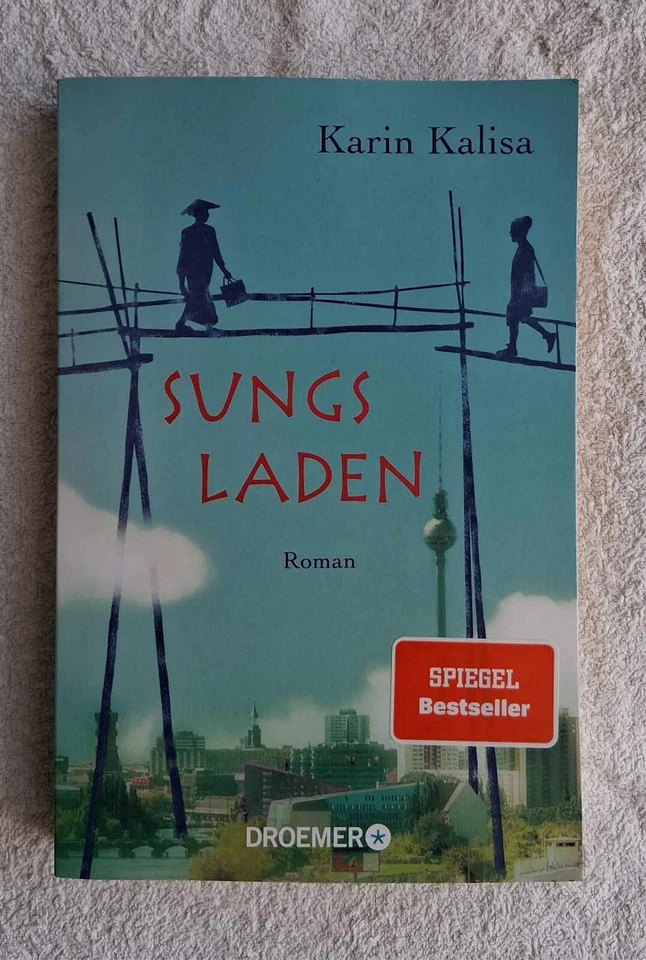 Karin Kalisa
SUNGS
LADEN
Roman
SPIEGEL
Bestseller
DROEMER